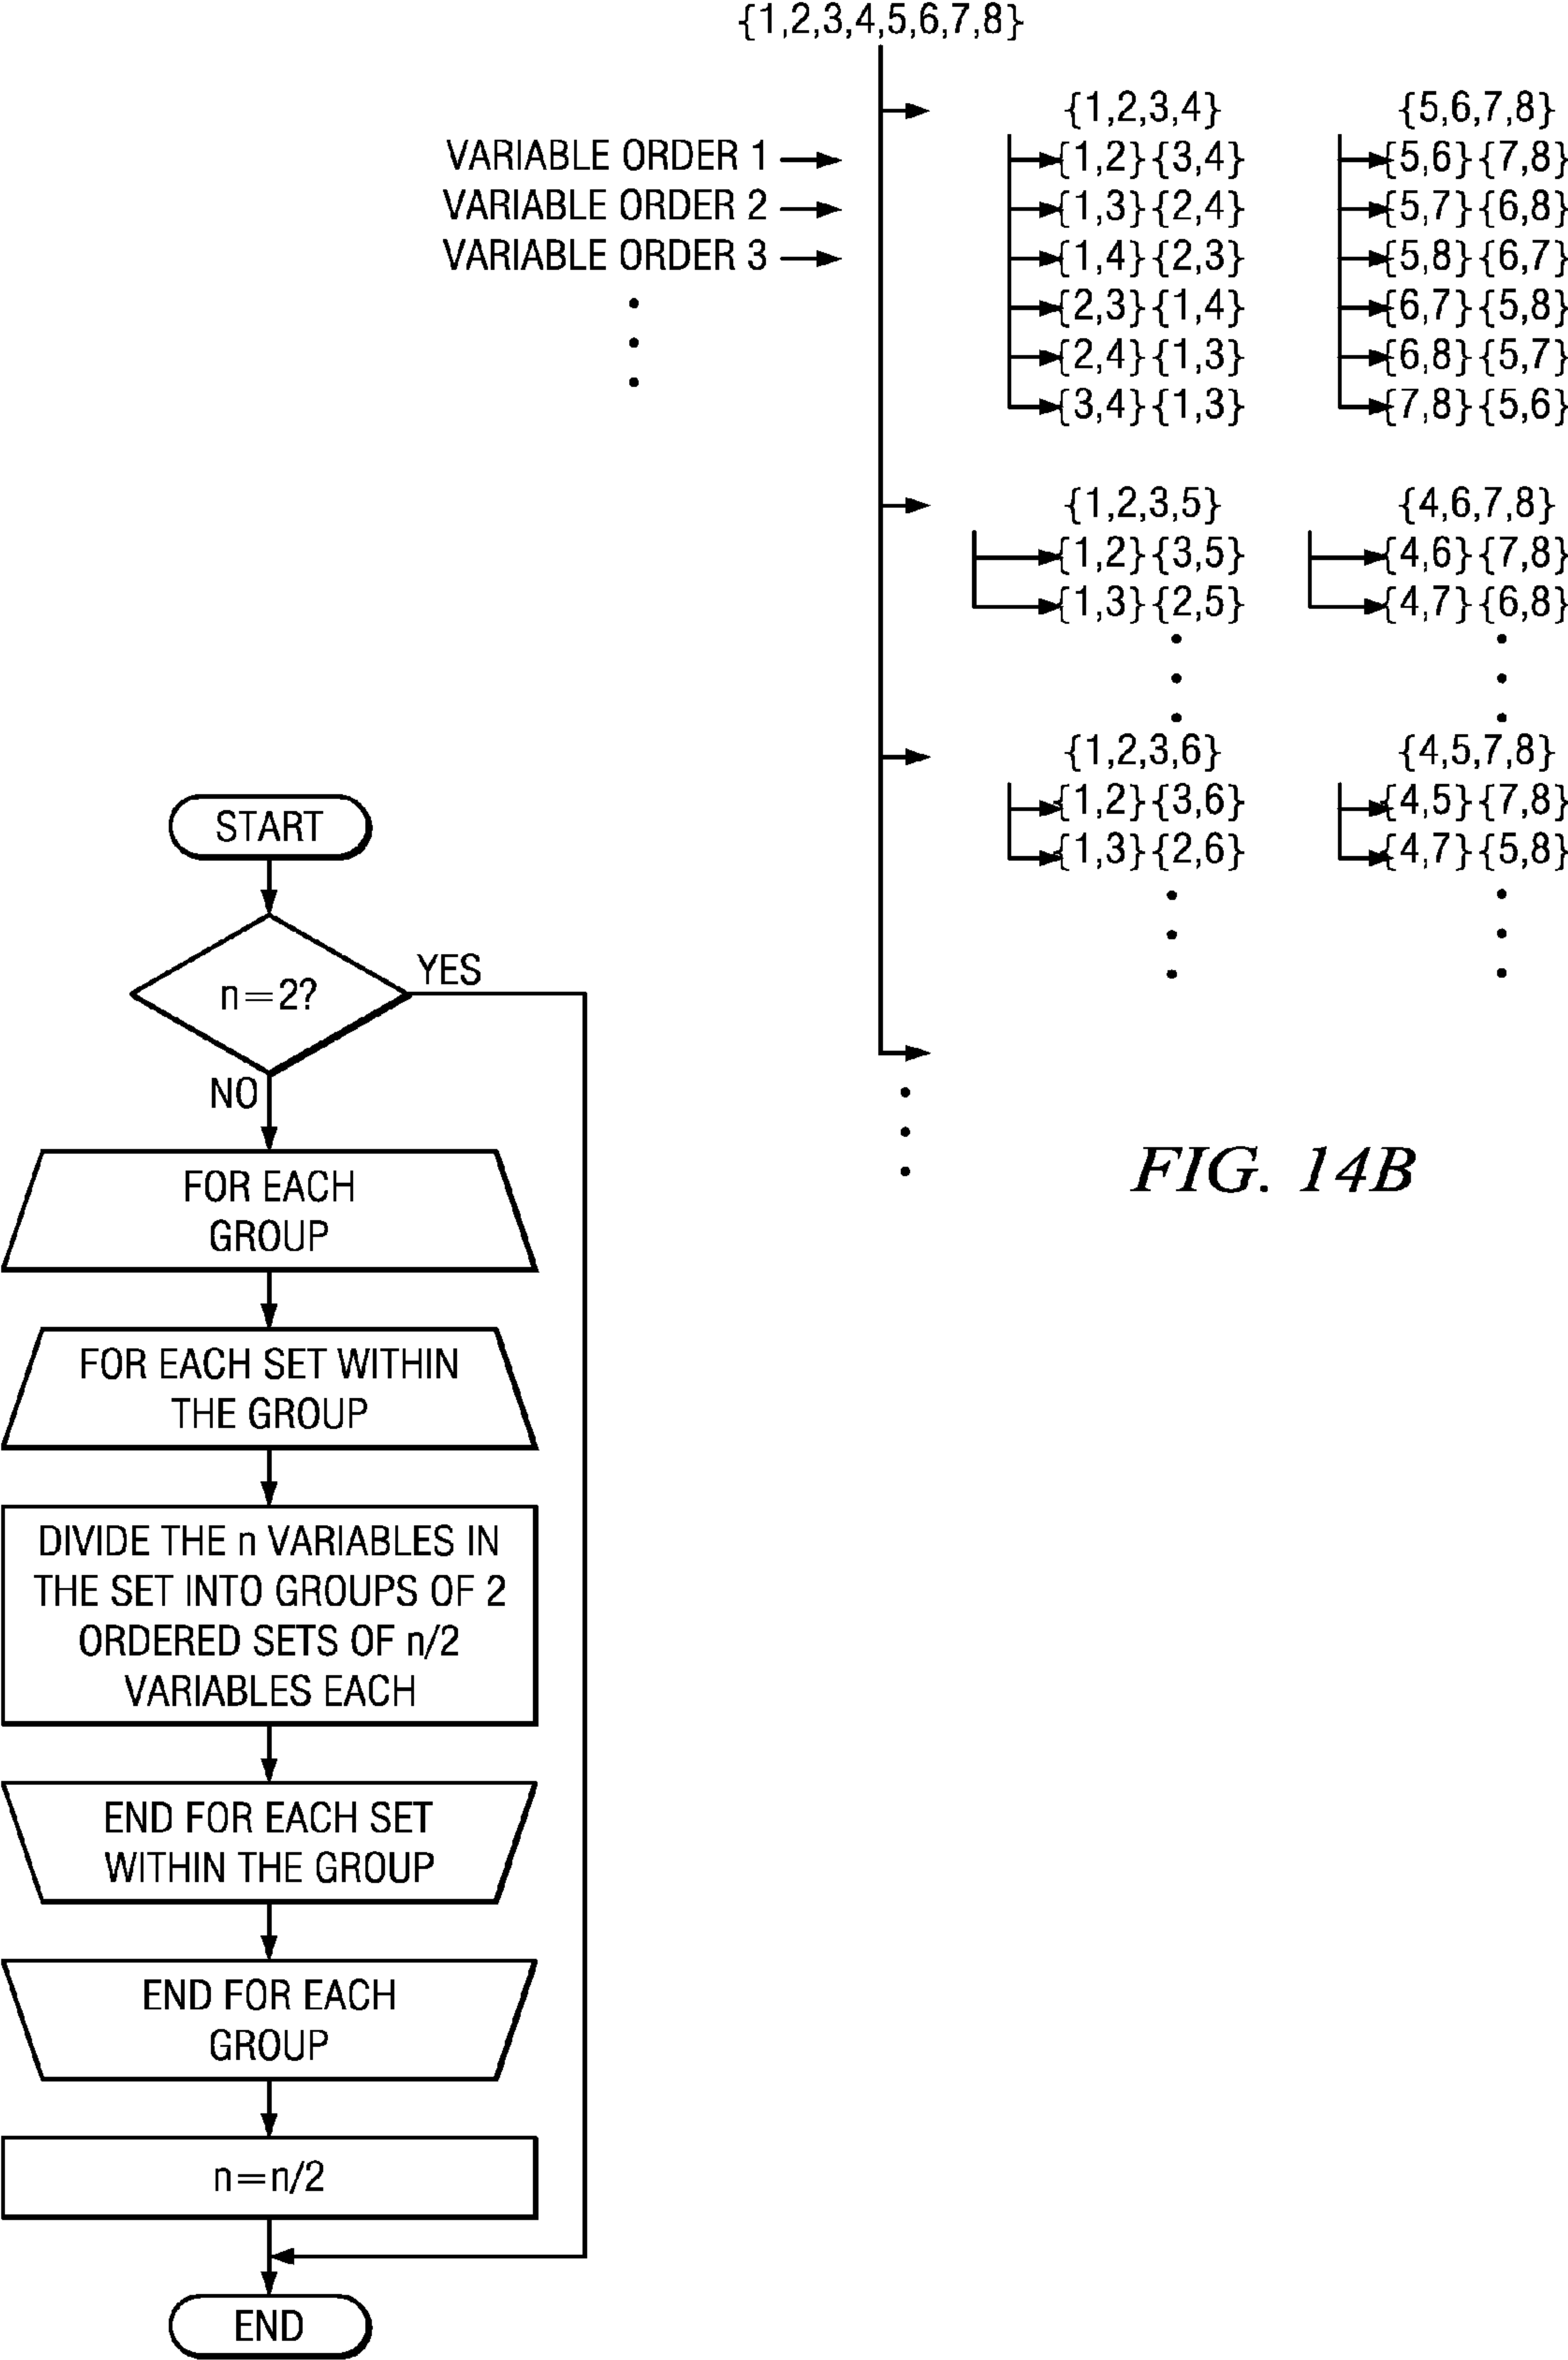 {1,2,3,4,5,6,7,8}
{1,2,3,4} {5,6,7,8}
VARIABLE ORDER 1 {1,2}{3,4} {5,6}{7,8}
VARIABLE ORDER 2 {1,3}{2,4} {5,7}{6,8}
VARIABLE ORDER 3 {1,4}{2,3} {5,8}{6,7}
{2,3}{1,4} {6,7}{5,8}
{2,4}{1,3} {6,8}{5,7}
{3,4}{1,3} {7,8}{5,6}
{1,2,3,5} {4,6,7,8}
{1,2}{3,5} {4,6}{7,8}
{1,3}{2,5} {4,7}{6,8}
{1,2,3,6} {4,5,7,8}
{1,2}{3,6} {4,5}{7,8}
{1,3}{2,6} {4,7}{5,8}
FIG. 14B
START
n=2?
YES
NO
FOR EACH
GROUP
FOR EACH SET WITHIN
THE GROUP
DIVIDE THE n VARIABLES IN
THE SET INTO GROUPS OF 2
ORDERED SETS OF n/2
VARIABLES EACH
END FOR EACH SET
WITHIN THE GROUP
END FOR EACH
GROUP
n=n/2
END